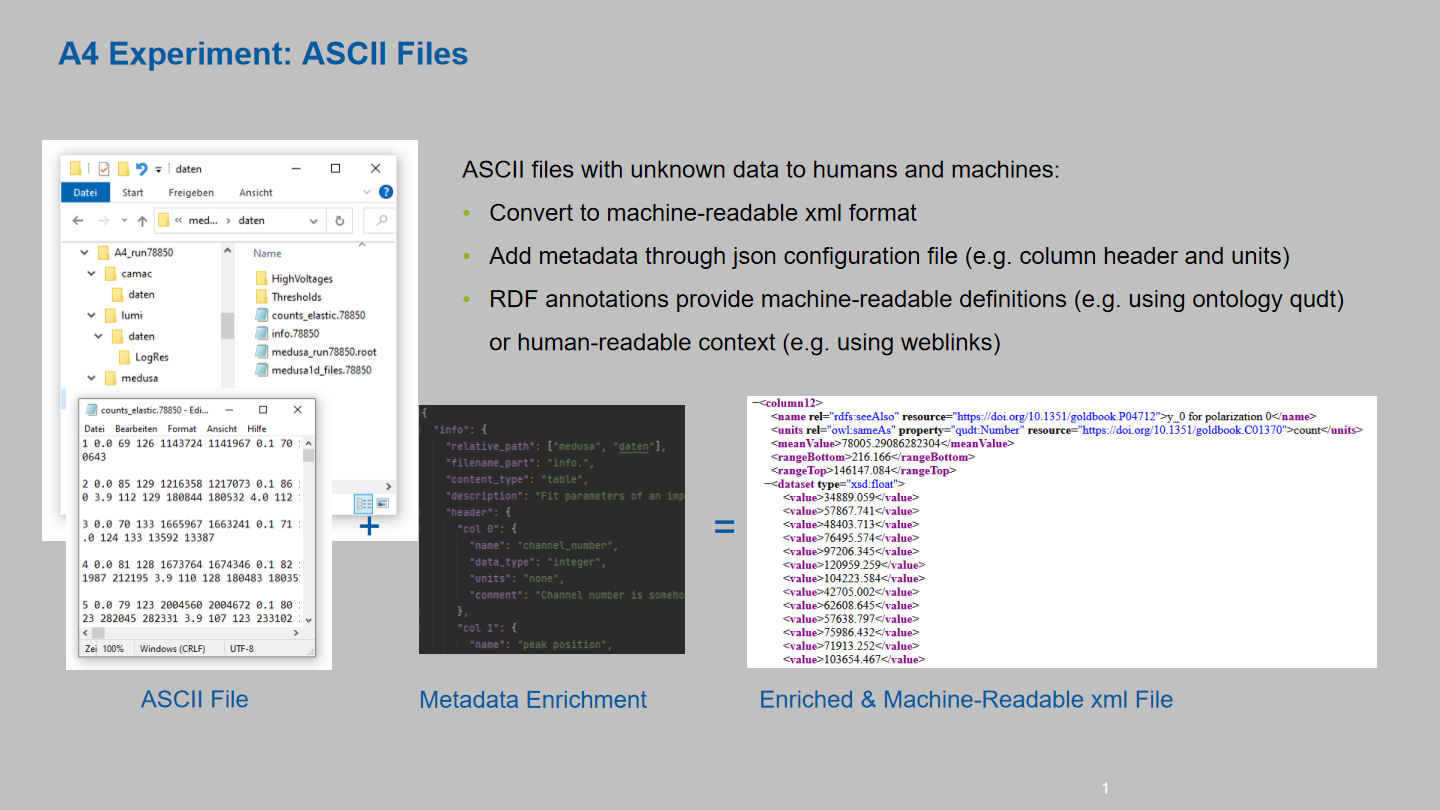 A4 Experiment: ASCII Files
ASCII files with unknown data to humans and machines:
• Convert to machine-readable xml format
• Add metadata through json configuration file (e.g. column header and units)
• RDF annotations provide machine-readable definitions (e.g. using ontology qudt)
or human-readable context (e.g. using weblinks)
daten
Datei Start Freigeben Ansicht
« med... › daten
A4_run78850
camac
daten
lumi
daten
LogRes
medusa
Name
HighVoltages
Thresholds
counts_elastic.78850
info.78850
medusa_run78850.root
medusa1d_files.78850
counts_elastic.78850 - Edi...
Datei Bearbeiten Format Ansicht Hilfe
1 0.0 69 126 1143724 1141967 0.1 70
0643
2 0.0 85 129 1216358 1217073 0.1 86
0 3.9 112 129 180844 180532 4.0 112
3 0.0 70 133 1665967 1663241 0.1 71
.0 124 133 13592 13387
4 0.0 81 128 1673764 1674346 0.1 82
1987 212195 3.9 110 128 180483 18035
5 0.0 79 123 2004560 2004672 0.1 80
23 282045 282331 3.9 107 123 233102
Zei 100% Windows (CRLF) UTF-8
+
{
"info": {
"relative_path": ["medusa", "daten"],
"filename_part": "info.",
"content_type": "table",
"description": "Fit parameters of an imp
"header": {
"col 0": {
"name": "channel_number",
"data_type": "integer",
"units": "none",
"comment": "Channel number is someho
},
"col 1": {
"name": "peak position",
=
−<column12>
<name rel="rdfs:seeAlso" resource="https://doi.org/10.1351/goldbook.P04712">y_0 for polarization 0</name>
<units rel="owl:sameAs" property="qudt:Number" resource="https://doi.org/10.1351/goldbook.C01370">count</units>
<meanValue>78005.29086282304</meanValue>
<rangeBottom>216.166</rangeBottom>
<rangeTop>146147.084</rangeTop>
−<dataset type="xsd:float">
<value>34889.059</value>
<value>57867.741</value>
<value>48403.713</value>
<value>76495.574</value>
<value>97206.345</value>
<value>120959.259</value>
<value>104223.584</value>
<value>42705.002</value>
<value>62608.645</value>
<value>57638.797</value>
<value>75986.432</value>
<value>71913.252</value>
<value>103654.467</value>
ASCII File
Metadata Enrichment
Enriched & Machine-Readable xml File
1